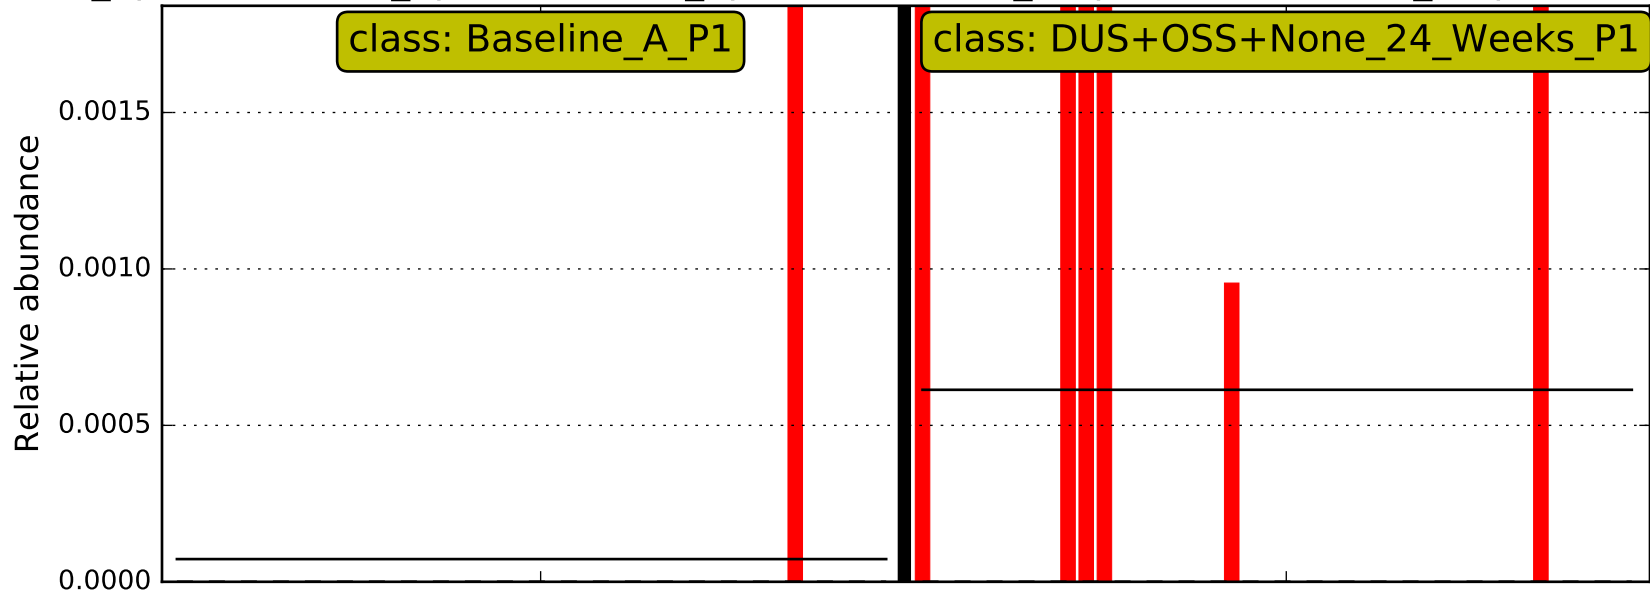 class: Baseline_A_P1
class: DUS+OSS+None_24_Weeks_P1
0.0015
0.0010
0.0005
0.0000
Relative abundance